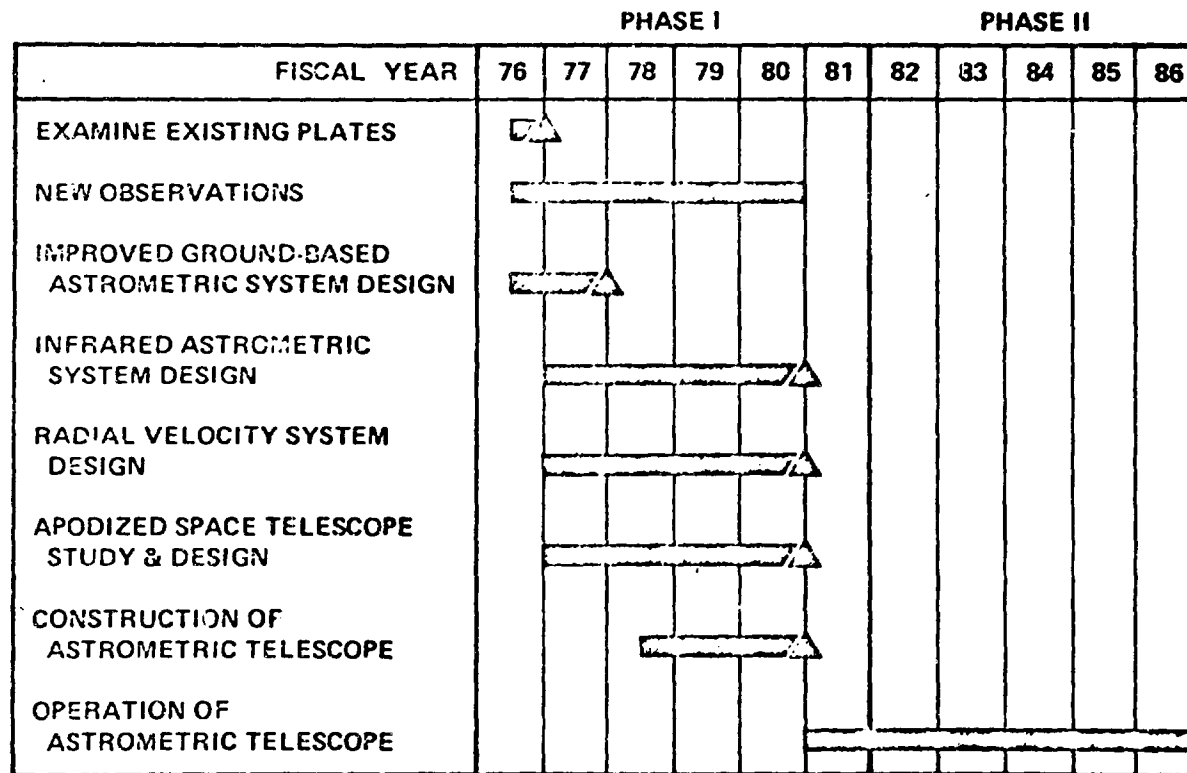 PHASE I PHASE II
FISCAL YEAR 76 77 78 79 80 81 82 83 84 85 86
EXAMINE EXISTING PLATES
NEW OBSERVATIONS
IMPROVED GROUND-BASED
ASTROMETRIC SYSTEM DESIGN
INFRARED ASTROMETRIC
SYSTEM DESIGN
RADIAL VELOCITY SYSTEM
DESIGN
APODIZED SPACE TELESCOPE
STUDY & DESIGN
CONSTRUCTION OF
ASTROMETRIC TELESCOPE
OPERATION OF
ASTROMETRIC TELESCOPE